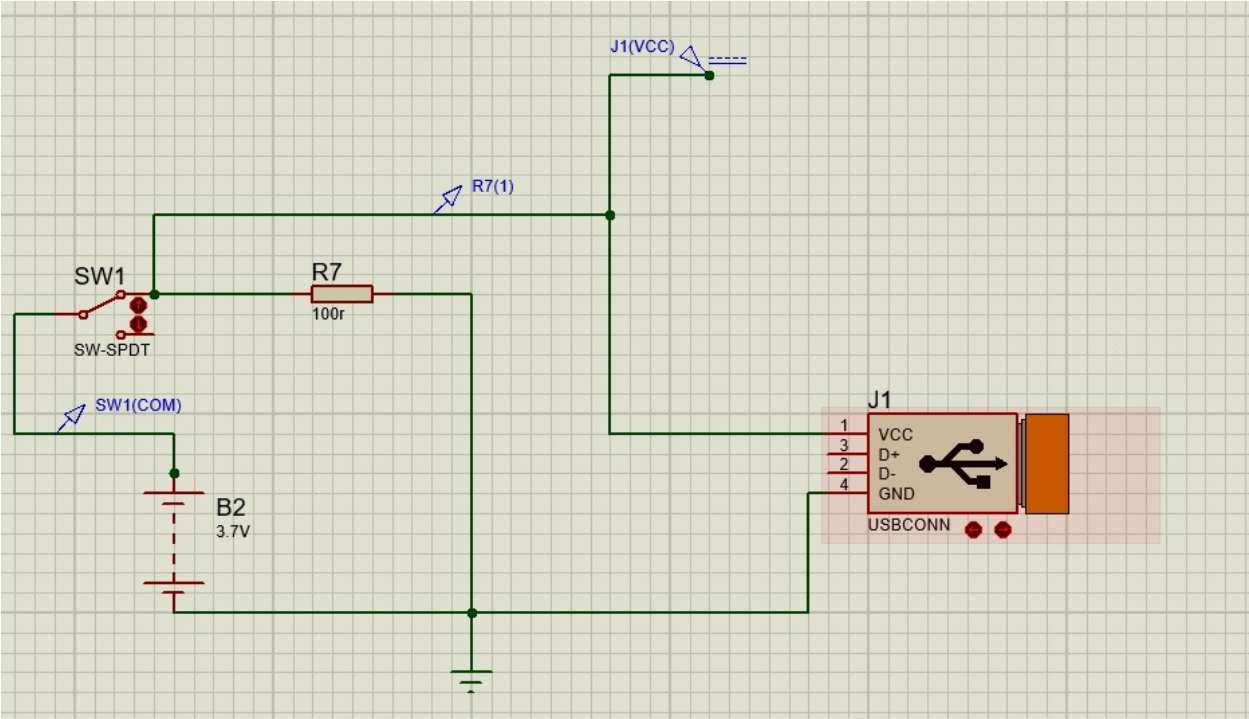 J1(VCC)
R7(1)
SW1
R7
100r
SW-SPDT
SW1(COM)
B2
3.7V
J1
1
VCC
3
D+
2
D-
4
GND
USBCONN